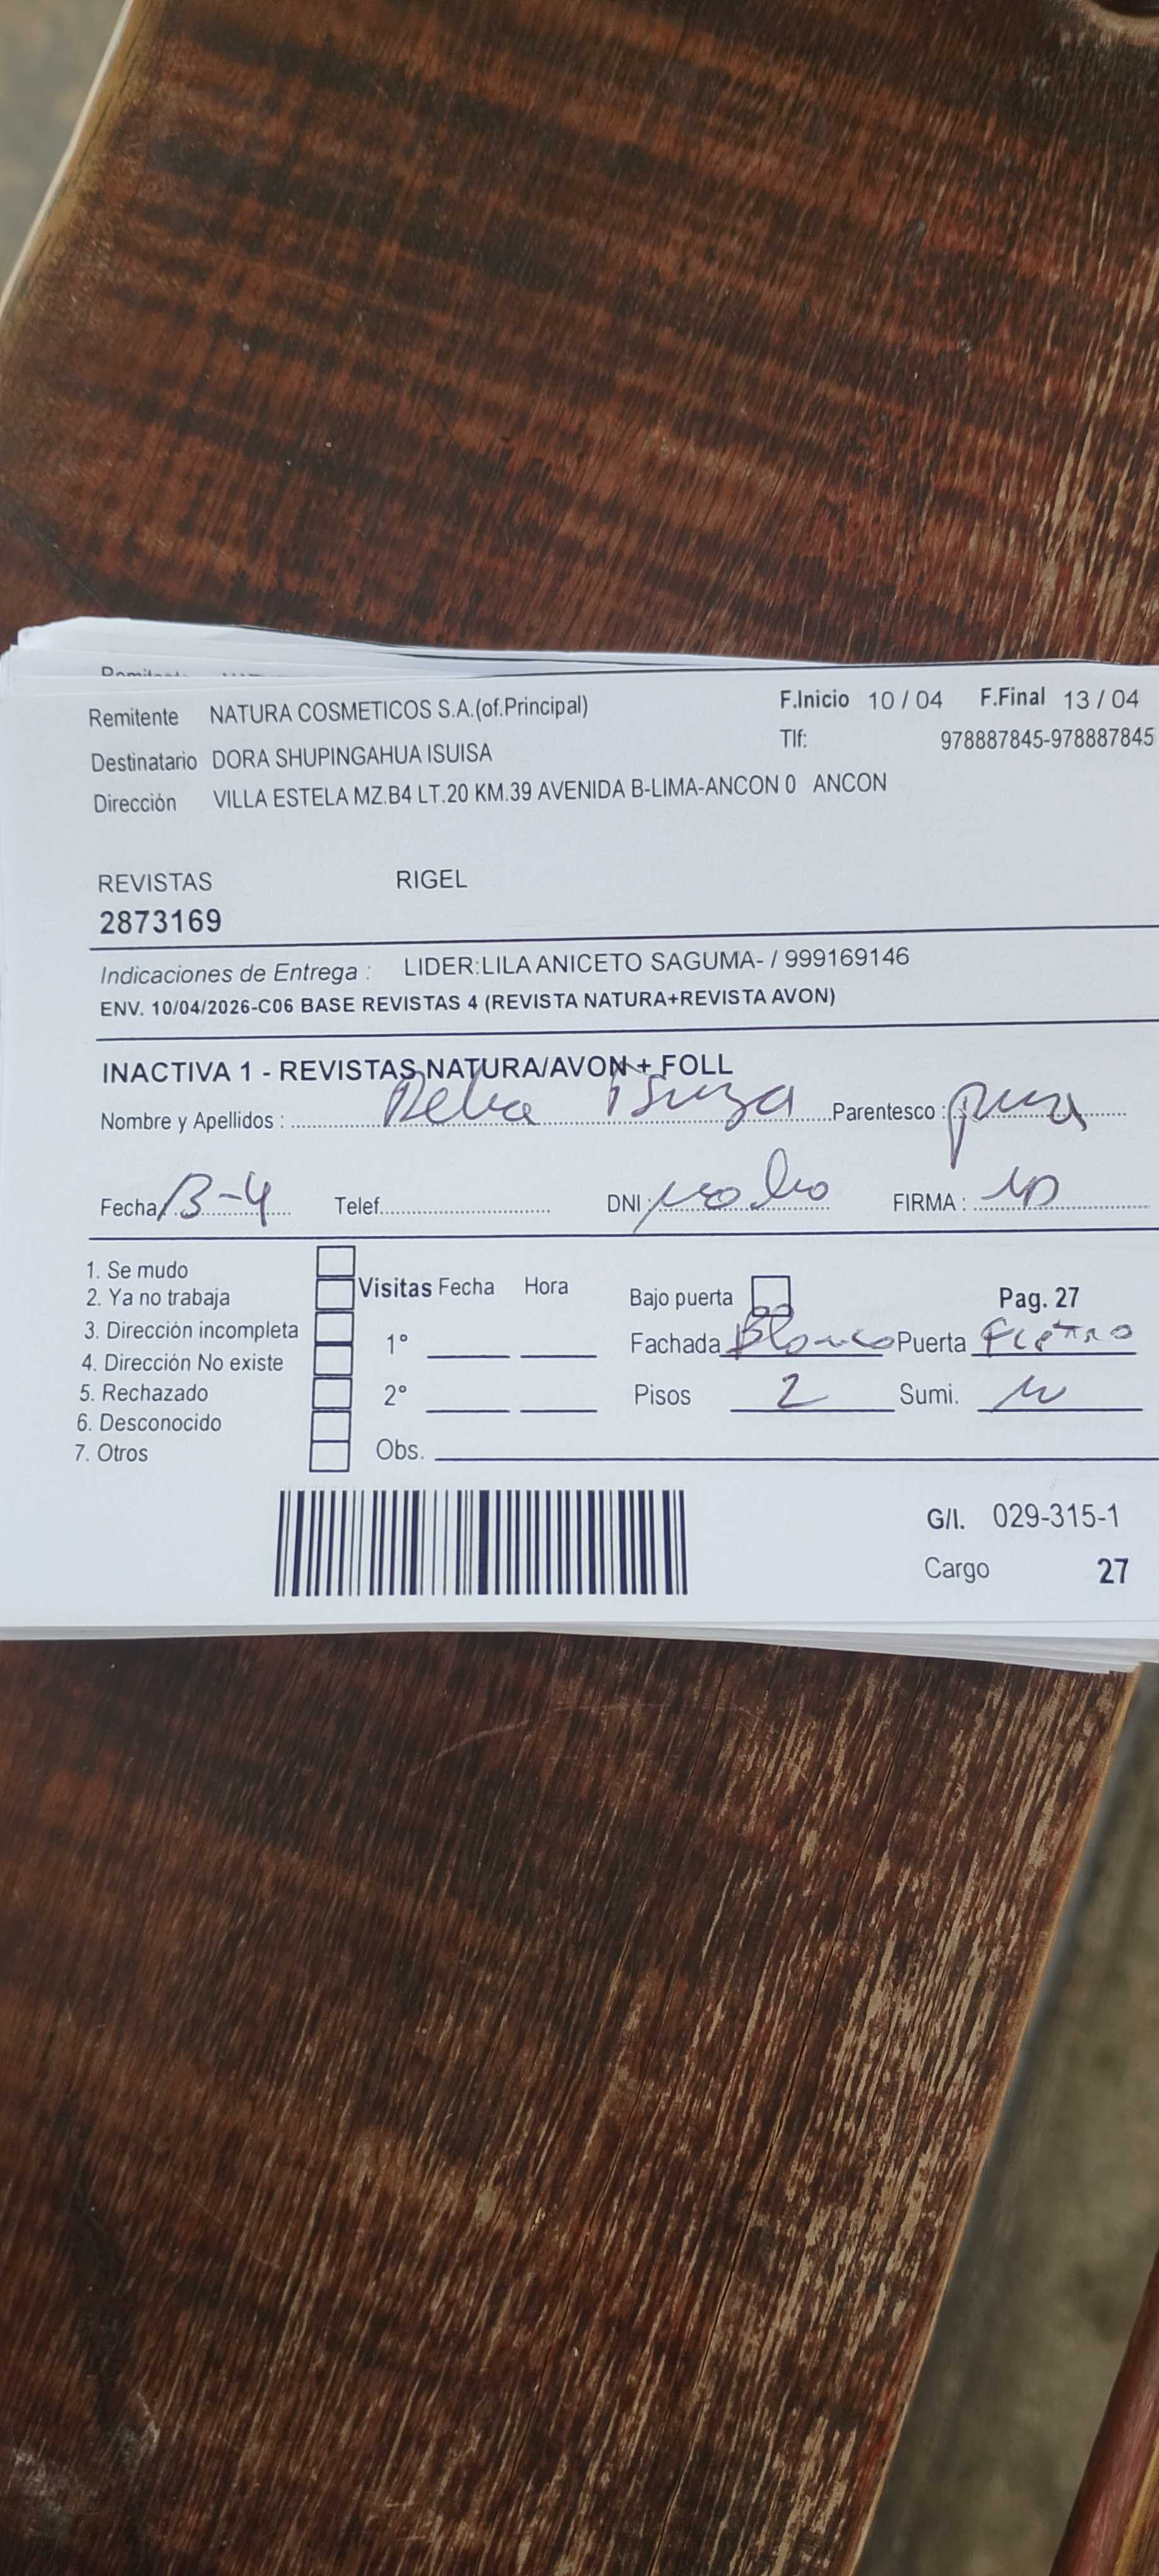 Remitente NATURA COSMETICOS S.A.(of.Principal) F.Inicio 10 / 04 F.Final 13 / 04
Destinatario DORA SHUPINGAHUA ISUISA Tlf: 978887845-978887845
Dirección VILLA ESTELA MZ.B4 LT.20 KM.39 AVENIDA B-LIMA-ANCON 0 ANCON
REVISTAS RIGEL
2873169
Indicaciones de Entrega : LIDER:LILA ANICETO SAGUMA- / 999169146
ENV. 10/04/2026-C06 BASE REVISTAS 4 (REVISTA NATURA+REVISTA AVON)
INACTIVA 1 - REVISTAS NATURA/AVON + FOLL
Nombre y Apellidos : Isuiza Parentesco :
Fecha 13-4 Telef. DNI : FIRMA :
1. Se mudo
2. Ya no trabaja Visitas Fecha Hora Bajo puerta Pag. 27
3. Dirección incompleta 1° Fachada Blanco Puerta Fierro
4. Dirección No existe
5. Rechazado 2° Pisos 2 Sumi.
6. Desconocido
7. Otros Obs.
G/I. 029-315-1
Cargo 27